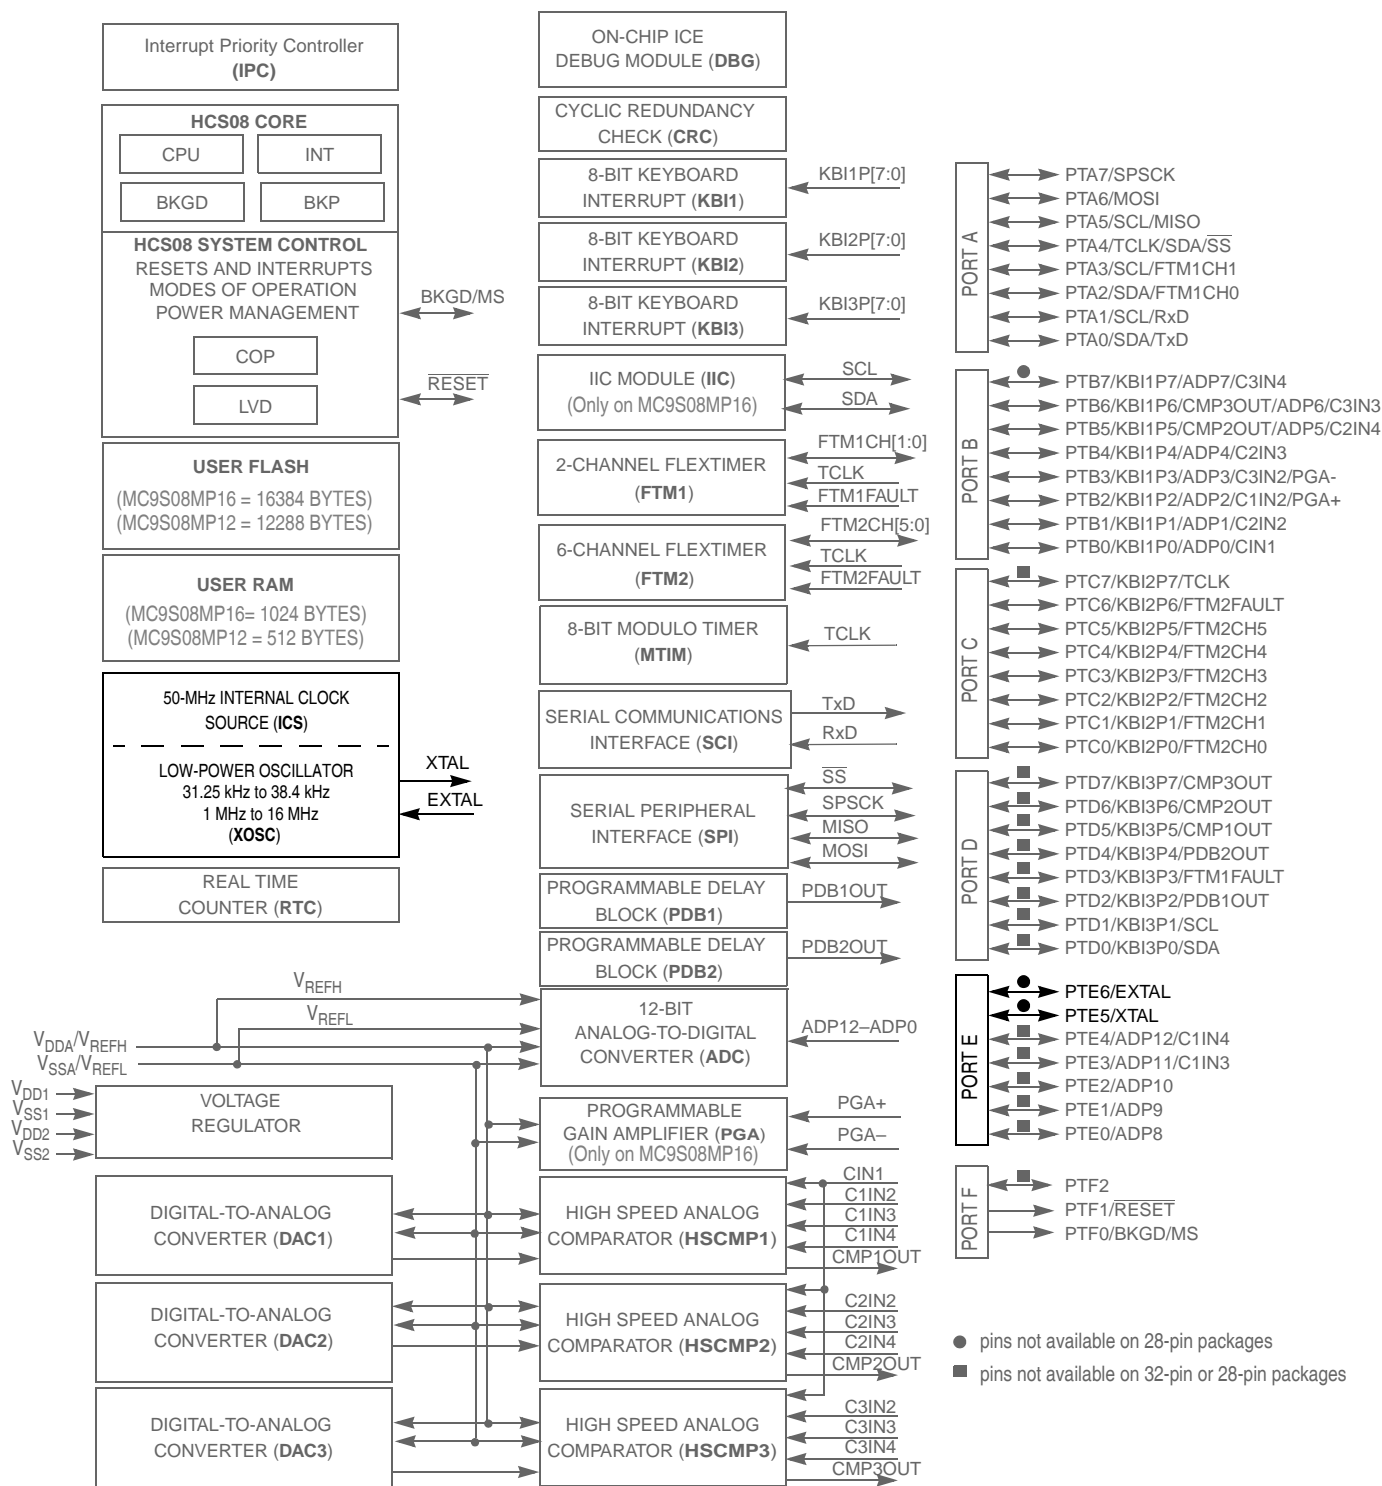 Interrupt Priority Controller
(IPC)
HCS08 CORE
CPU
INT
BKGD
BKP
HCS08 SYSTEM CONTROL
RESETS AND INTERRUPTS
MODES OF OPERATION
POWER MANAGEMENT
COP
LVD
BKGD/MS
RESET
USER FLASH
(MC9S08MP16 = 16384 BYTES)
(MC9S08MP12 = 12288 BYTES)
USER RAM
(MC9S08MP16= 1024 BYTES)
(MC9S08MP12 = 512 BYTES)
50-MHz INTERNAL CLOCK
SOURCE (ICS)
LOW-POWER OSCILLATOR
31.25 kHz to 38.4 kHz
1 MHz to 16 MHz
(XOSC)
XTAL
EXTAL
REAL TIME
COUNTER (RTC)
VREFH
VREFL
VDDA/VREFH
VSSA/VREFL
VDD1
VSS1
VDD2
VSS2
VOLTAGE
REGULATOR
DIGITAL-TO-ANALOG
CONVERTER (DAC1)
DIGITAL-TO-ANALOG
CONVERTER (DAC2)
DIGITAL-TO-ANALOG
CONVERTER (DAC3)
ON-CHIP ICE
DEBUG MODULE (DBG)
CYCLIC REDUNDANCY
CHECK (CRC)
8-BIT KEYBOARD
INTERRUPT (KBI1)
KBI1P[7:0]
8-BIT KEYBOARD
INTERRUPT (KBI2)
KBI2P[7:0]
8-BIT KEYBOARD
INTERRUPT (KBI3)
KBI3P[7:0]
IIC MODULE (IIC)
(Only on MC9S08MP16)
SCL
SDA
2-CHANNEL FLEXTIMER
(FTM1)
FTM1CH[1:0]
TCLK
FTM1FAULT
6-CHANNEL FLEXTIMER
(FTM2)
FTM2CH[5:0]
TCLK
FTM2FAULT
8-BIT MODULO TIMER
(MTIM)
TCLK
SERIAL COMMUNICATIONS
INTERFACE (SCI)
TxD
RxD
SERIAL PERIPHERAL
INTERFACE (SPI)
SS
SPSCK
MISO
MOSI
PROGRAMMABLE DELAY
BLOCK (PDB1)
PDB1OUT
PROGRAMMABLE DELAY
BLOCK (PDB2)
PDB2OUT
12-BIT
ANALOG-TO-DIGITAL
CONVERTER (ADC)
ADP12–ADP0
PROGRAMMABLE
GAIN AMPLIFIER (PGA)
(Only on MC9S08MP16)
PGA+
PGA–
HIGH SPEED ANALOG
COMPARATOR (HSCMP1)
CIN1
C1IN2
C1IN3
C1IN4
CMP1OUT
HIGH SPEED ANALOG
COMPARATOR (HSCMP2)
C2IN2
C2IN3
C2IN4
CMP2OUT
HIGH SPEED ANALOG
COMPARATOR (HSCMP3)
C3IN2
C3IN3
C3IN4
CMP3OUT
PORT A
PTA7/SPSCK
PTA6/MOSI
PTA5/SCL/MISO
PTA4/TCLK/SDA/SS
PTA3/SCL/FTM1CH1
PTA2/SDA/FTM1CH0
PTA1/SCL/RxD
PTA0/SDA/TxD
PORT B
PTB7/KBI1P7/ADP7/C3IN4
PTB6/KBI1P6/CMP3OUT/ADP6/C3IN3
PTB5/KBI1P5/CMP2OUT/ADP5/C2IN4
PTB4/KBI1P4/ADP4/C2IN3
PTB3/KBI1P3/ADP3/C3IN2/PGA-
PTB2/KBI1P2/ADP2/C1IN2/PGA+
PTB1/KBI1P1/ADP1/C2IN2
PTB0/KBI1P0/ADP0/CIN1
PORT C
PTC7/KBI2P7/TCLK
PTC6/KBI2P6/FTM2FAULT
PTC5/KBI2P5/FTM2CH5
PTC4/KBI2P4/FTM2CH4
PTC3/KBI2P3/FTM2CH3
PTC2/KBI2P2/FTM2CH2
PTC1/KBI2P1/FTM2CH1
PTC0/KBI2P0/FTM2CH0
PORT D
PTD7/KBI3P7/CMP3OUT
PTD6/KBI3P6/CMP2OUT
PTD5/KBI3P5/CMP1OUT
PTD4/KBI3P4/PDB2OUT
PTD3/KBI3P3/FTM1FAULT
PTD2/KBI3P2/PDB1OUT
PTD1/KBI3P1/SCL
PTD0/KBI3P0/SDA
PORT E
PTE6/EXTAL
PTE5/XTAL
PTE4/ADP12/C1IN4
PTE3/ADP11/C1IN3
PTE2/ADP10
PTE1/ADP9
PTE0/ADP8
PORT F
PTF2
PTF1/RESET
PTF0/BKGD/MS
pins not available on 28-pin packages
pins not available on 32-pin or 28-pin packages